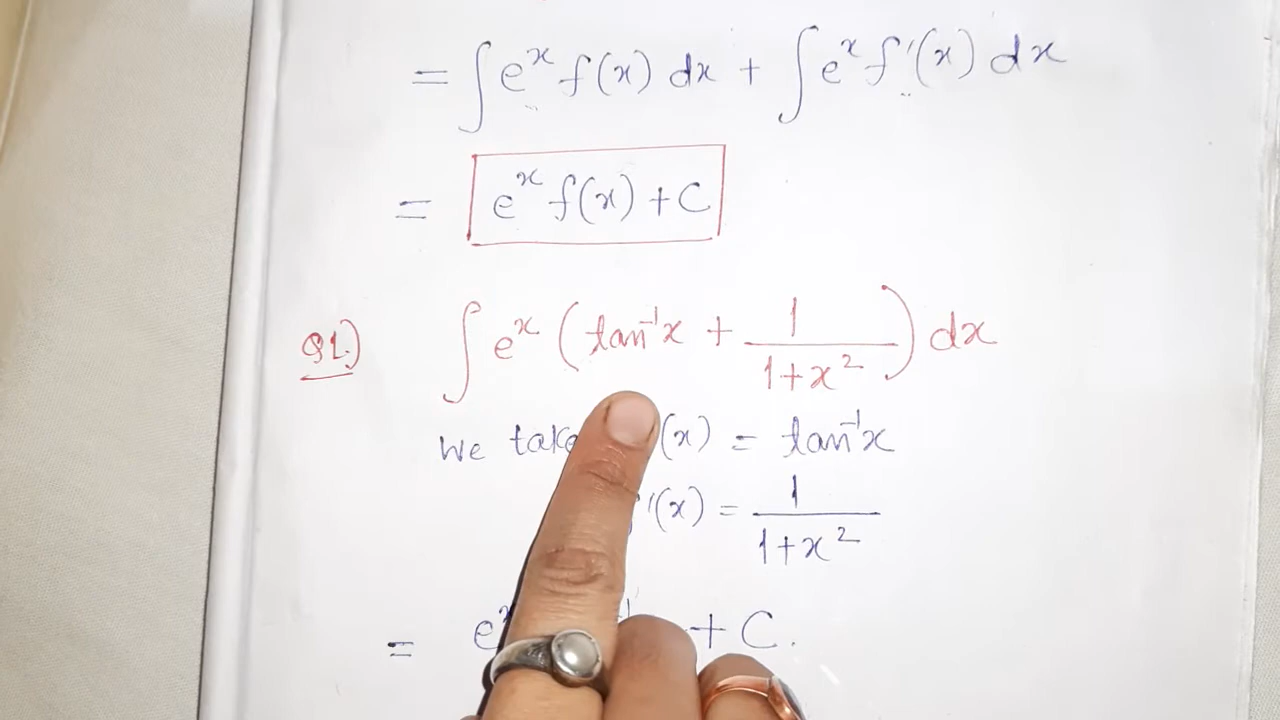 = ∫ eˣ f(x) dx + ∫ eˣ f'(x) dx
= eˣ f(x) + C
Q1.) ∫ eˣ (tan⁻¹x + 1/(1+x²)) dx
We take (x) = tan⁻¹x
'(x) = 1/(1+x²)
= eˣ + C.